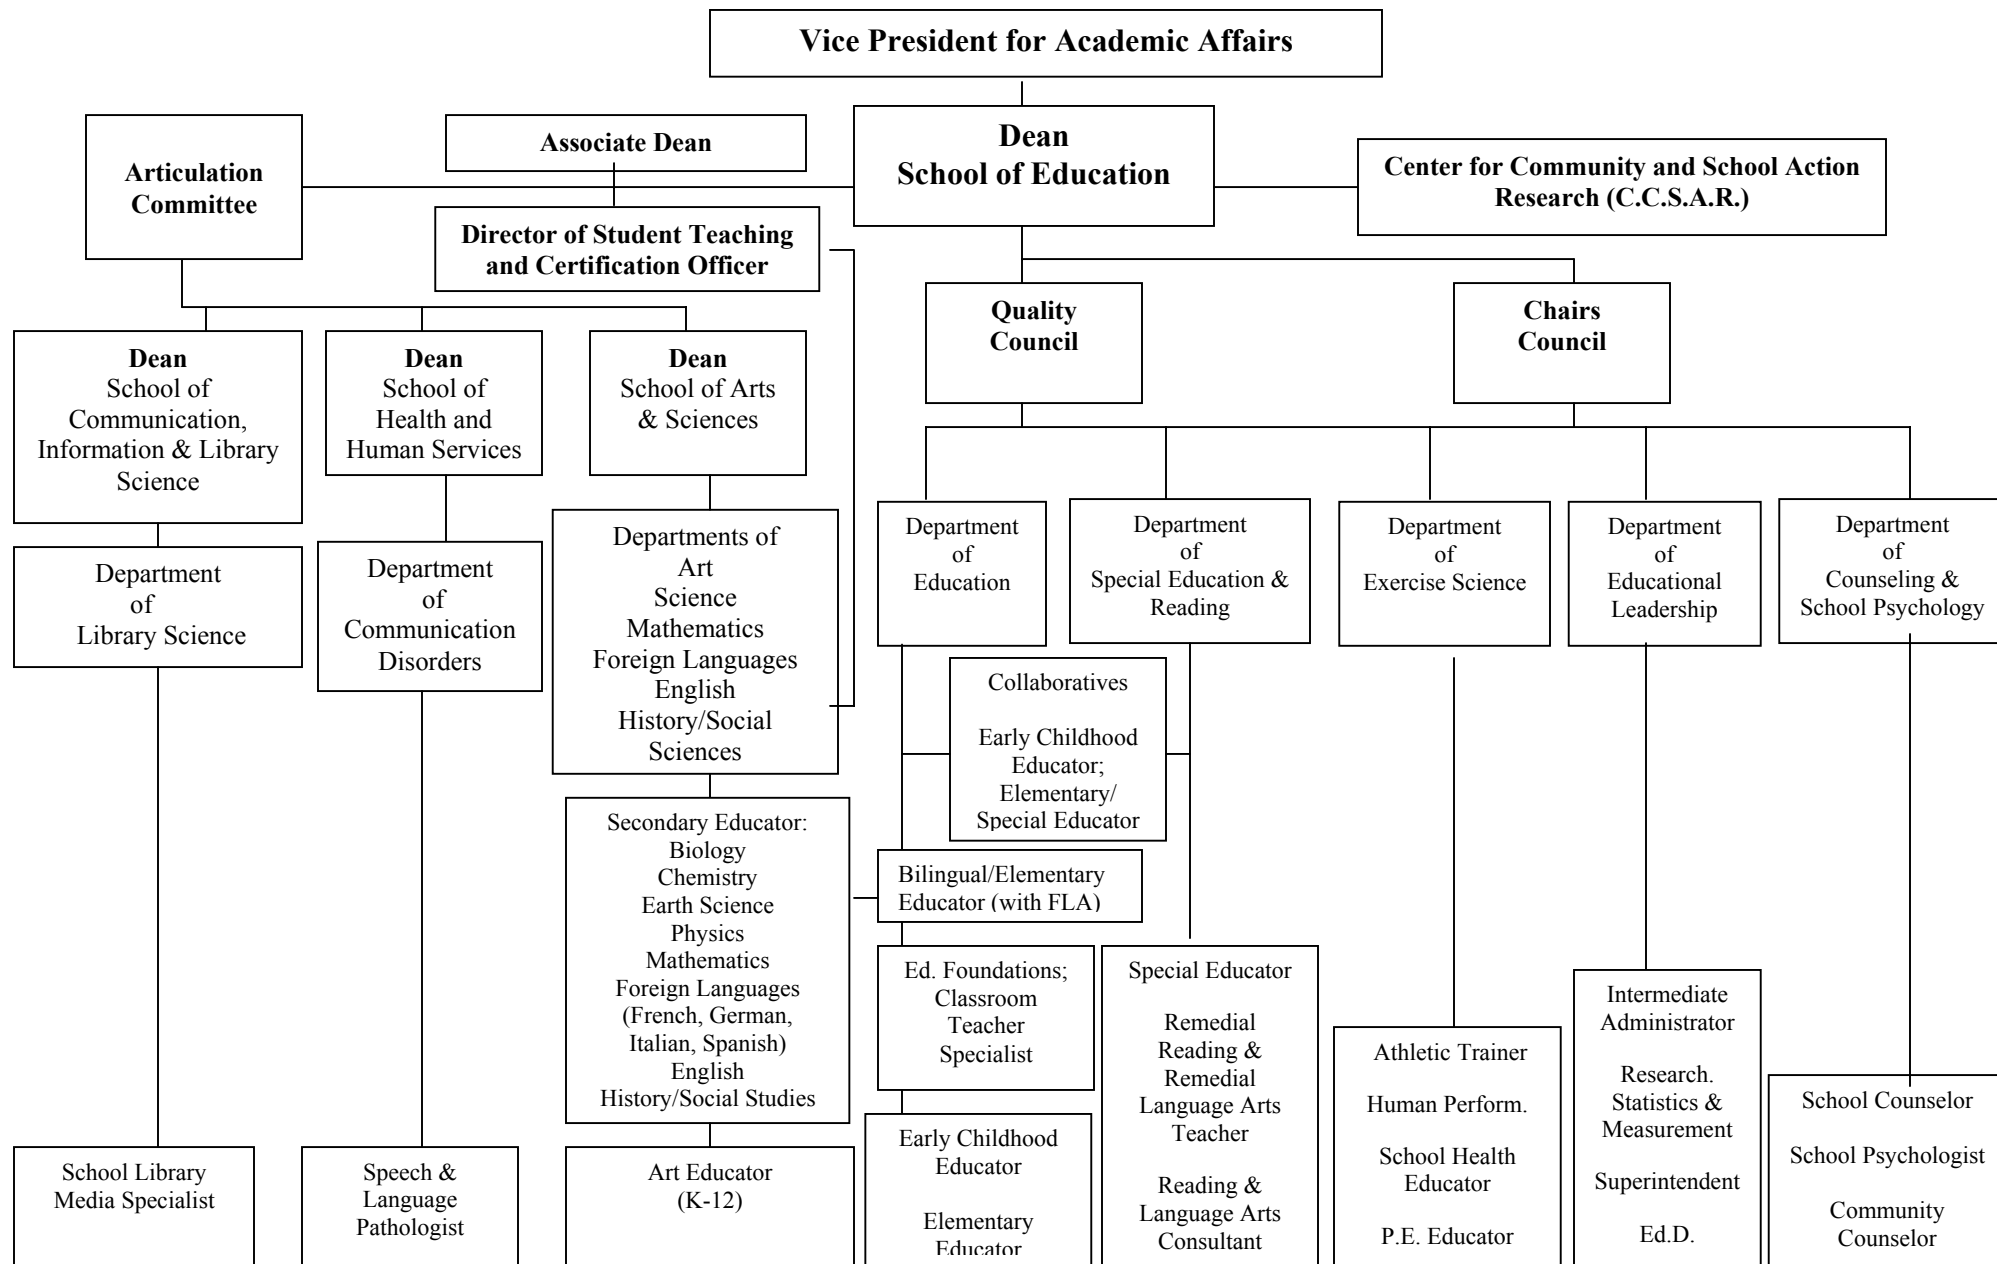 Vice President for Academic Affairs
Articulation
Committee
Associate Dean
Dean
School of Education
Center for Community and School Action
Research (C.C.S.A.R.)
Director of Student Teaching
and Certification Officer
Quality
Council
Chairs
Council
Dean
School of
Communication,
Information & Library
Science
Dean
School of
Health and
Human Services
Dean
School of Arts
& Sciences
Department
of
Library Science
Department
of
Communication
Disorders
Departments of
Art
Science
Mathematics
Foreign Languages
English
History/Social
Sciences
Department
of
Education
Department
of
Special Education &
Reading
Department
of
Exercise Science
Department
of
Educational
Leadership
Department
of
Counseling &
School Psychology
Collaboratives
Early Childhood
Educator;
Elementary/
Special Educator
Secondary Educator:
Biology
Chemistry
Earth Science
Physics
Mathematics
Foreign Languages
(French, German,
Italian, Spanish)
English
History/Social Studies
Bilingual/Elementary
Educator (with FLA)
Ed. Foundations;
Classroom
Teacher
Specialist
Special Educator
Remedial
Reading &
Remedial
Language Arts
Teacher
Reading &
Language Arts
Consultant
Athletic Trainer
Human Perform.
School Health
Educator
P.E. Educator
Intermediate
Administrator
Research.
Statistics &
Measurement
Superintendent
Ed.D.
School Counselor
School Psychologist
Community
Counselor
School Library
Media Specialist
Speech &
Language
Pathologist
Art Educator
(K-12)
Early Childhood
Educator
Elementary
Educator